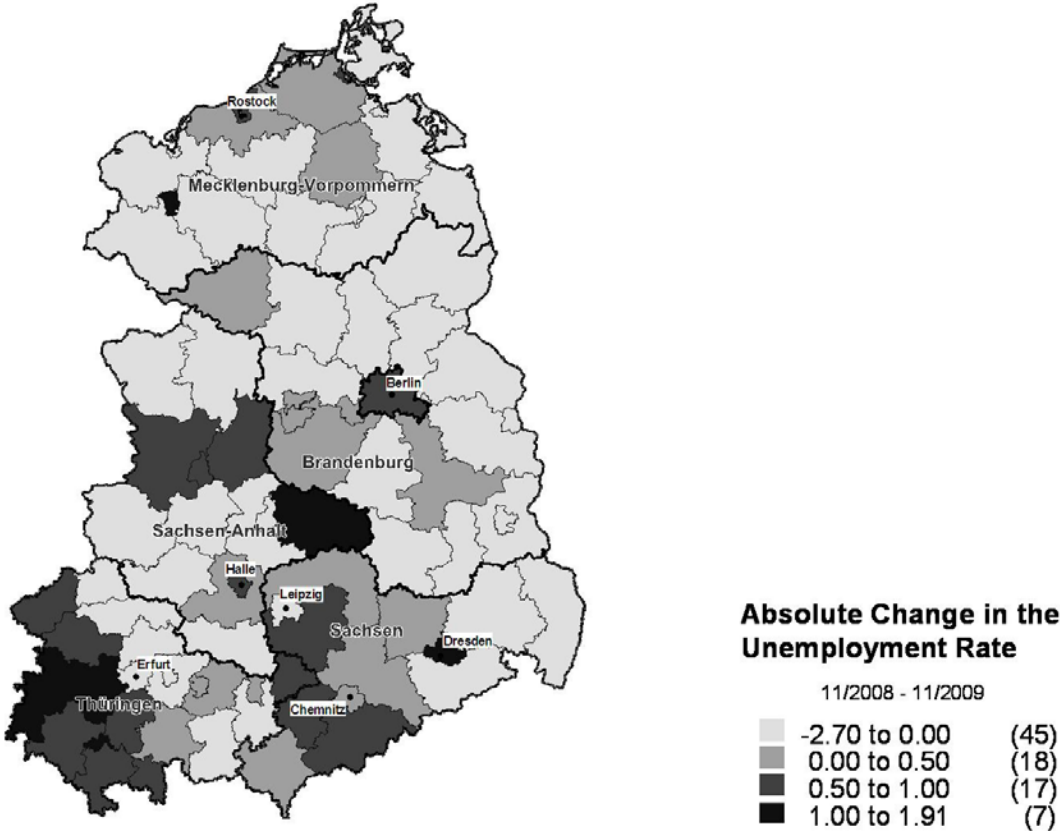 Rostock
Mecklenburg-Vorpommern
Berlin
Brandenburg
Sachsen-Anhalt
Halle
Leipzig
Sachsen
Dresden
Erfurt
Thüringen
Chemnitz
Absolute Change in the
Unemployment Rate
11/2008 - 11/2009
-2.70 to 0.00 (45)
0.00 to 0.50 (18)
0.50 to 1.00 (17)
1.00 to 1.91 (7)